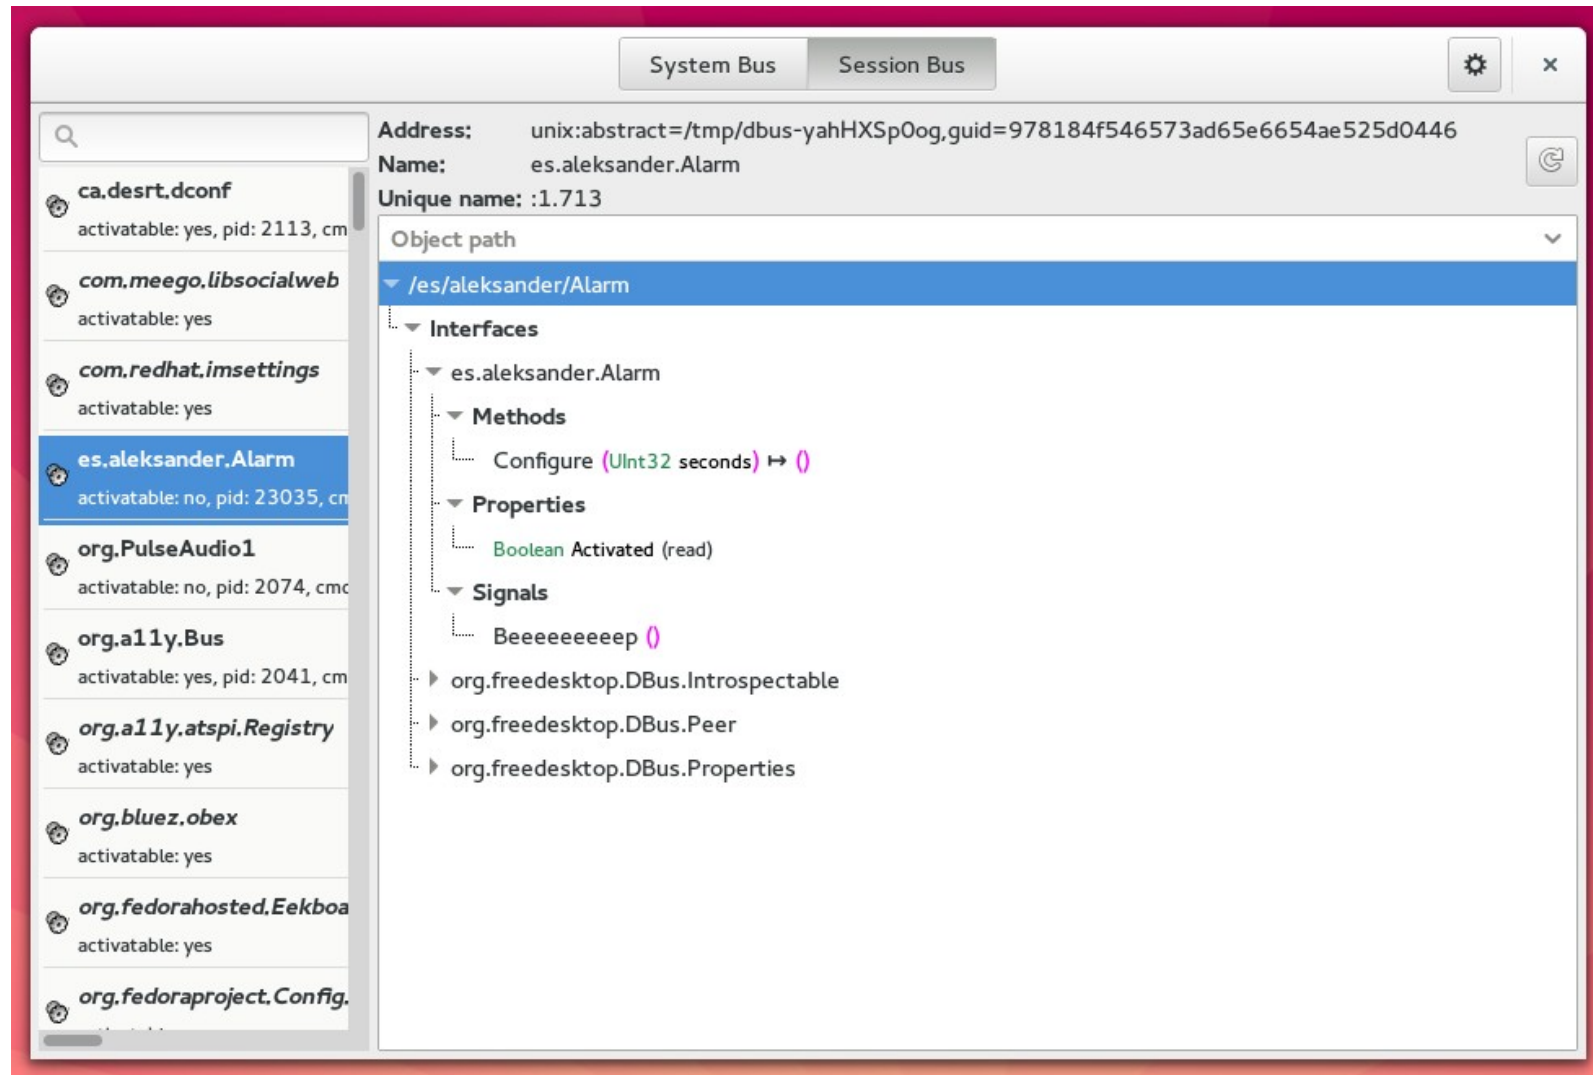 System Bus
Session Bus
Address: unix:abstract=/tmp/dbus-yahHXSpOog,guid=978184f546573ad65e6654ae525d0446
Name: es.aleksander.Alarm
Unique name: :1.713
ca.desrt.dconf
activatable: yes, pid: 2113, cm
com.meego.libsocialweb
activatable: yes
com.redhat.imsettings
activatable: yes
es.aleksander.Alarm
activatable: no, pid: 23035, cm
org.PulseAudio1
activatable: no, pid: 2074, cmd
org.a11y.Bus
activatable: yes, pid: 2041, cm
org.a11y.atspi.Registry
activatable: yes
org.bluez.obex
activatable: yes
org.fedorahosted.Eekboa
activatable: yes
org.fedoraproject.Config.
Object path
/es/aleksander/Alarm
Interfaces
es.aleksander.Alarm
Methods
Configure (UInt32 seconds) ↦ ()
Properties
Boolean Activated (read)
Signals
Beeeeeeeeep ()
org.freedesktop.DBus.Introspectable
org.freedesktop.DBus.Peer
org.freedesktop.DBus.Properties